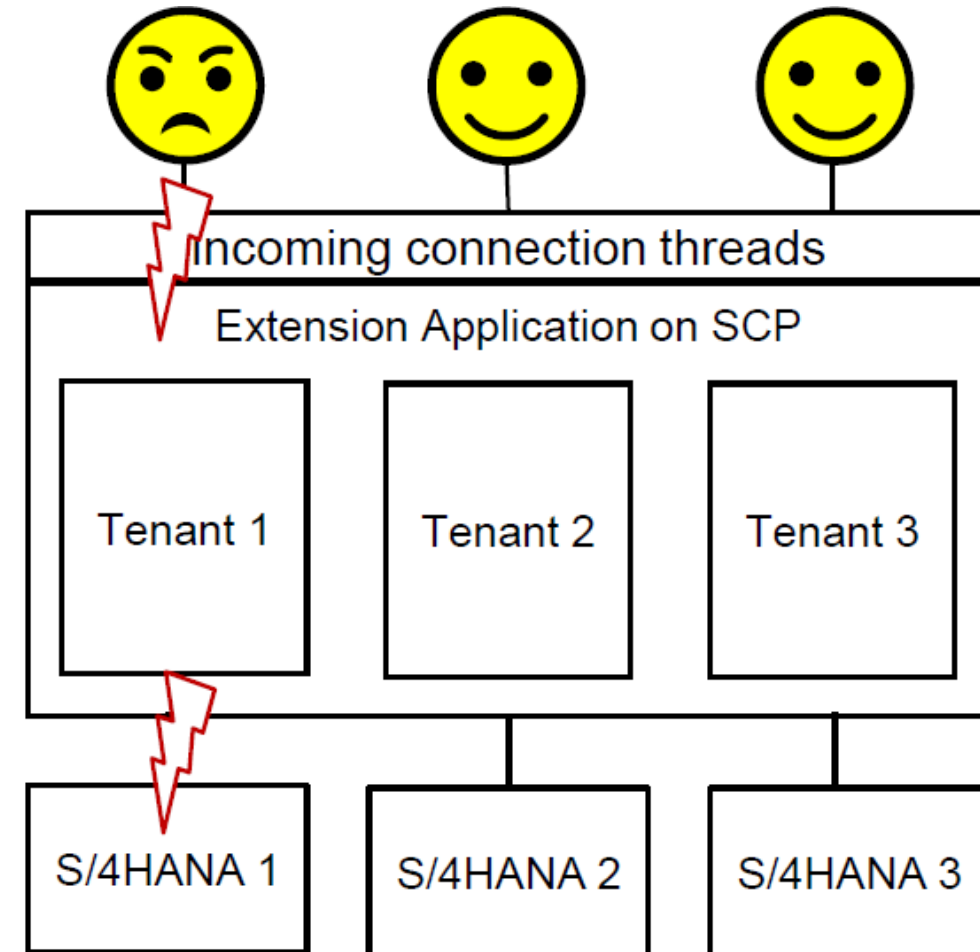 Incoming connection threads
Extension Application on SCP
Tenant 1
Tenant 2
Tenant 3
S/4HANA 1
S/4HANA 2
S/4HANA 3